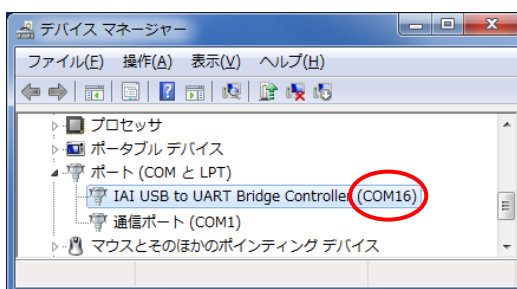 デバイス マネージャー
ファイル(F) 操作(A) 表示(V) ヘルプ(H)
プロセッサ
ポータブル デバイス
ポート (COM と LPT)
IAI USB to UART Bridge Controller (COM16)
通信ポート (COM1)
マウスとそのほかのポインティング デバイス